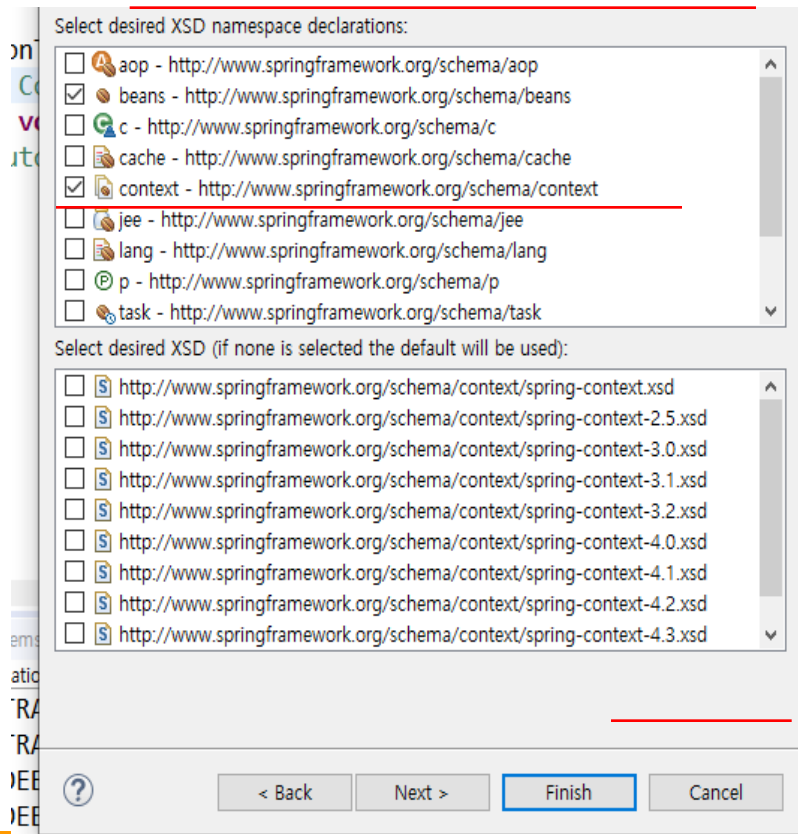 Select desired XSD namespace declarations:
aop - http://www.springframework.org/schema/aop
beans - http://www.springframework.org/schema/beans
c - http://www.springframework.org/schema/c
cache - http://www.springframework.org/schema/cache
context - http://www.springframework.org/schema/context
jee - http://www.springframework.org/schema/jee
lang - http://www.springframework.org/schema/lang
p - http://www.springframework.org/schema/p
task - http://www.springframework.org/schema/task
Select desired XSD (if none is selected the default will be used):
http://www.springframework.org/schema/context/spring-context.xsd
http://www.springframework.org/schema/context/spring-context-2.5.xsd
http://www.springframework.org/schema/context/spring-context-3.0.xsd
http://www.springframework.org/schema/context/spring-context-3.1.xsd
http://www.springframework.org/schema/context/spring-context-3.2.xsd
http://www.springframework.org/schema/context/spring-context-4.0.xsd
http://www.springframework.org/schema/context/spring-context-4.1.xsd
http://www.springframework.org/schema/context/spring-context-4.2.xsd
http://www.springframework.org/schema/context/spring-context-4.3.xsd
< Back Next > Finish Cancel